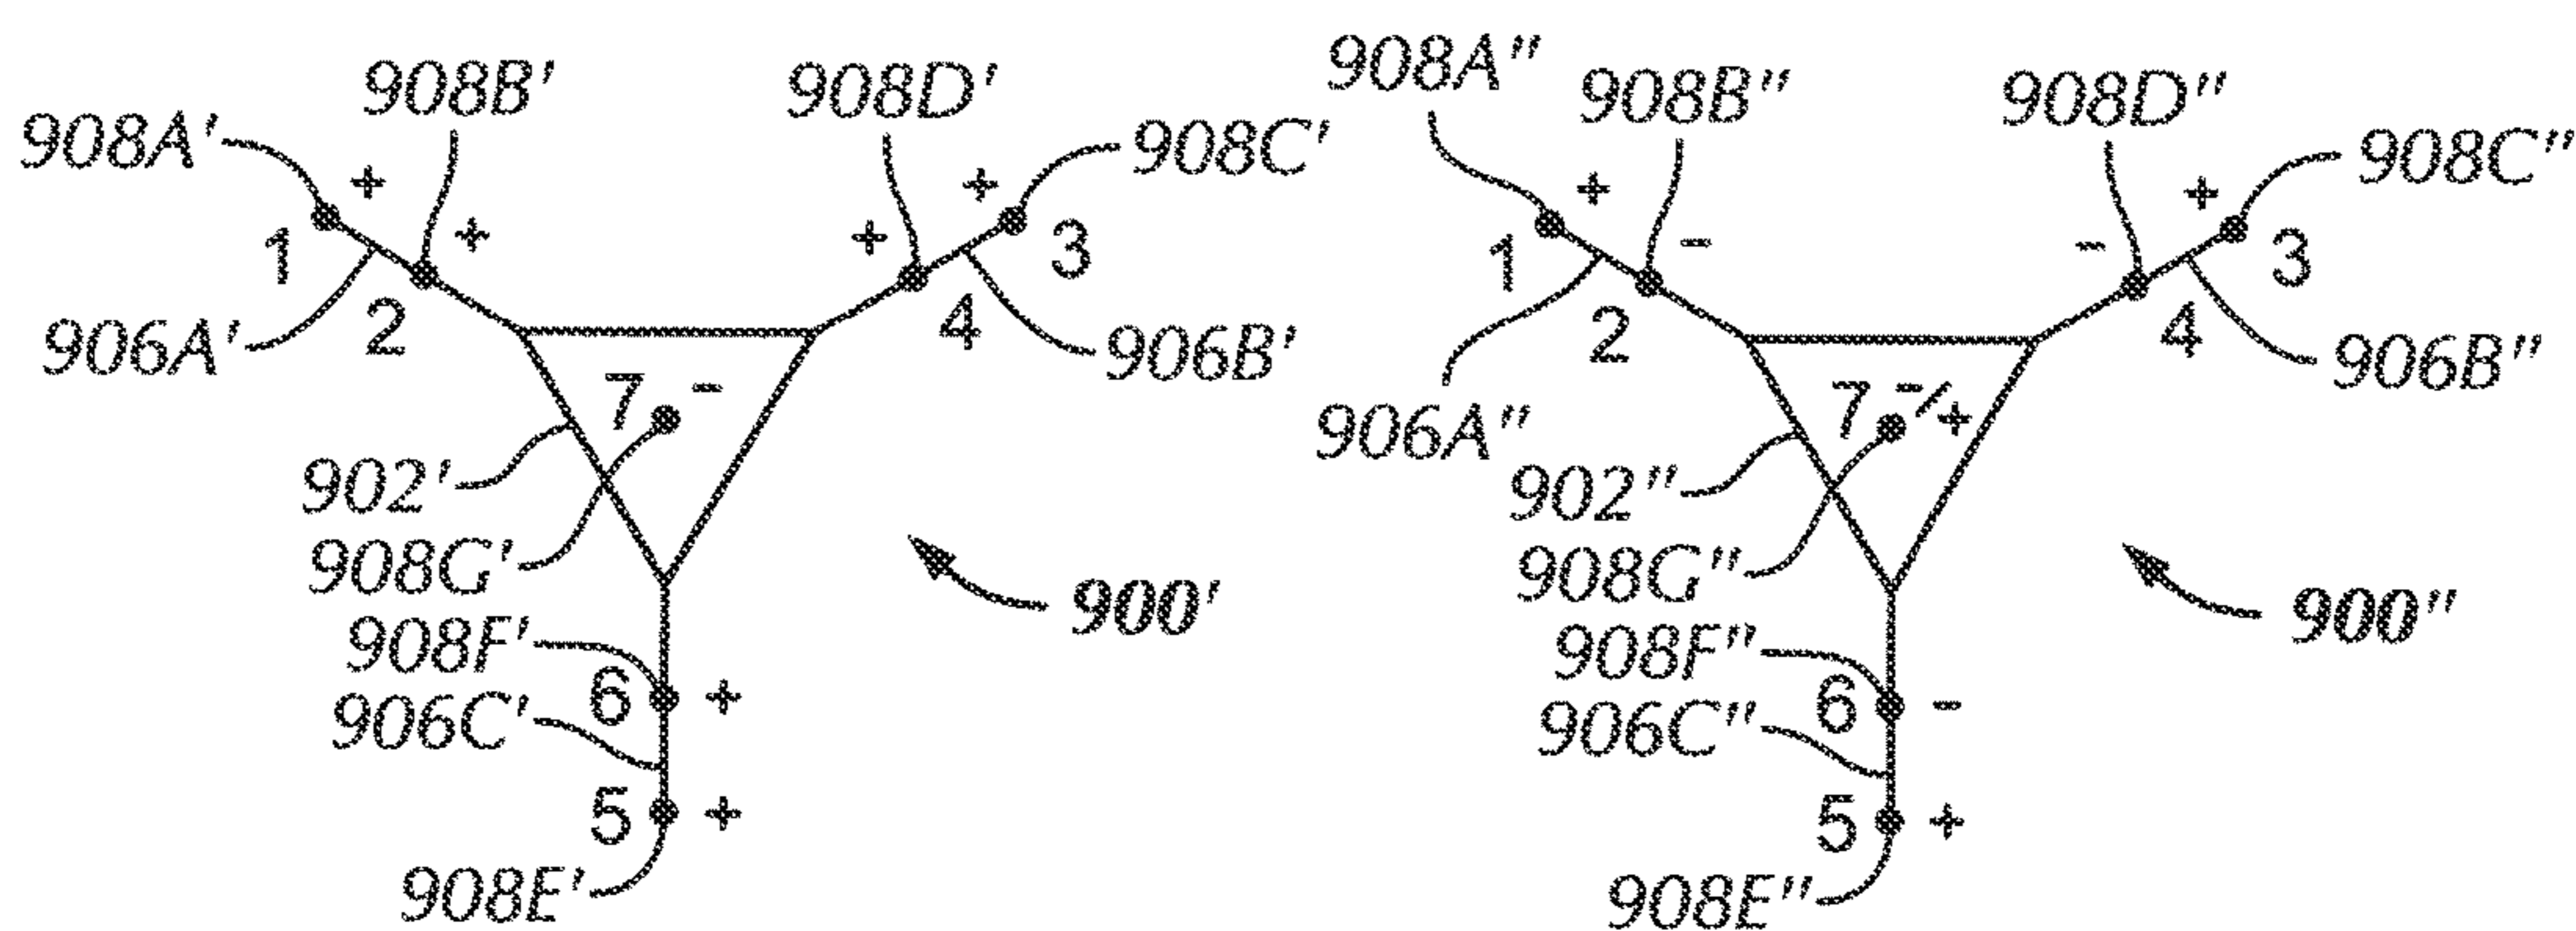 908A'
908B'
908D'
908C'
+
+
+
+
1
2
3
4
906A'
906B'
7 -
902'
908G'
900'
908F'
6 +
906C'
5 +
908E'
908A"
908B"
908D"
908C"
+
-
-
+
1
2
3
4
906A"
906B"
7 -/+
902"
908G"
900"
908F"
6 -
906C"
5 +
908E"